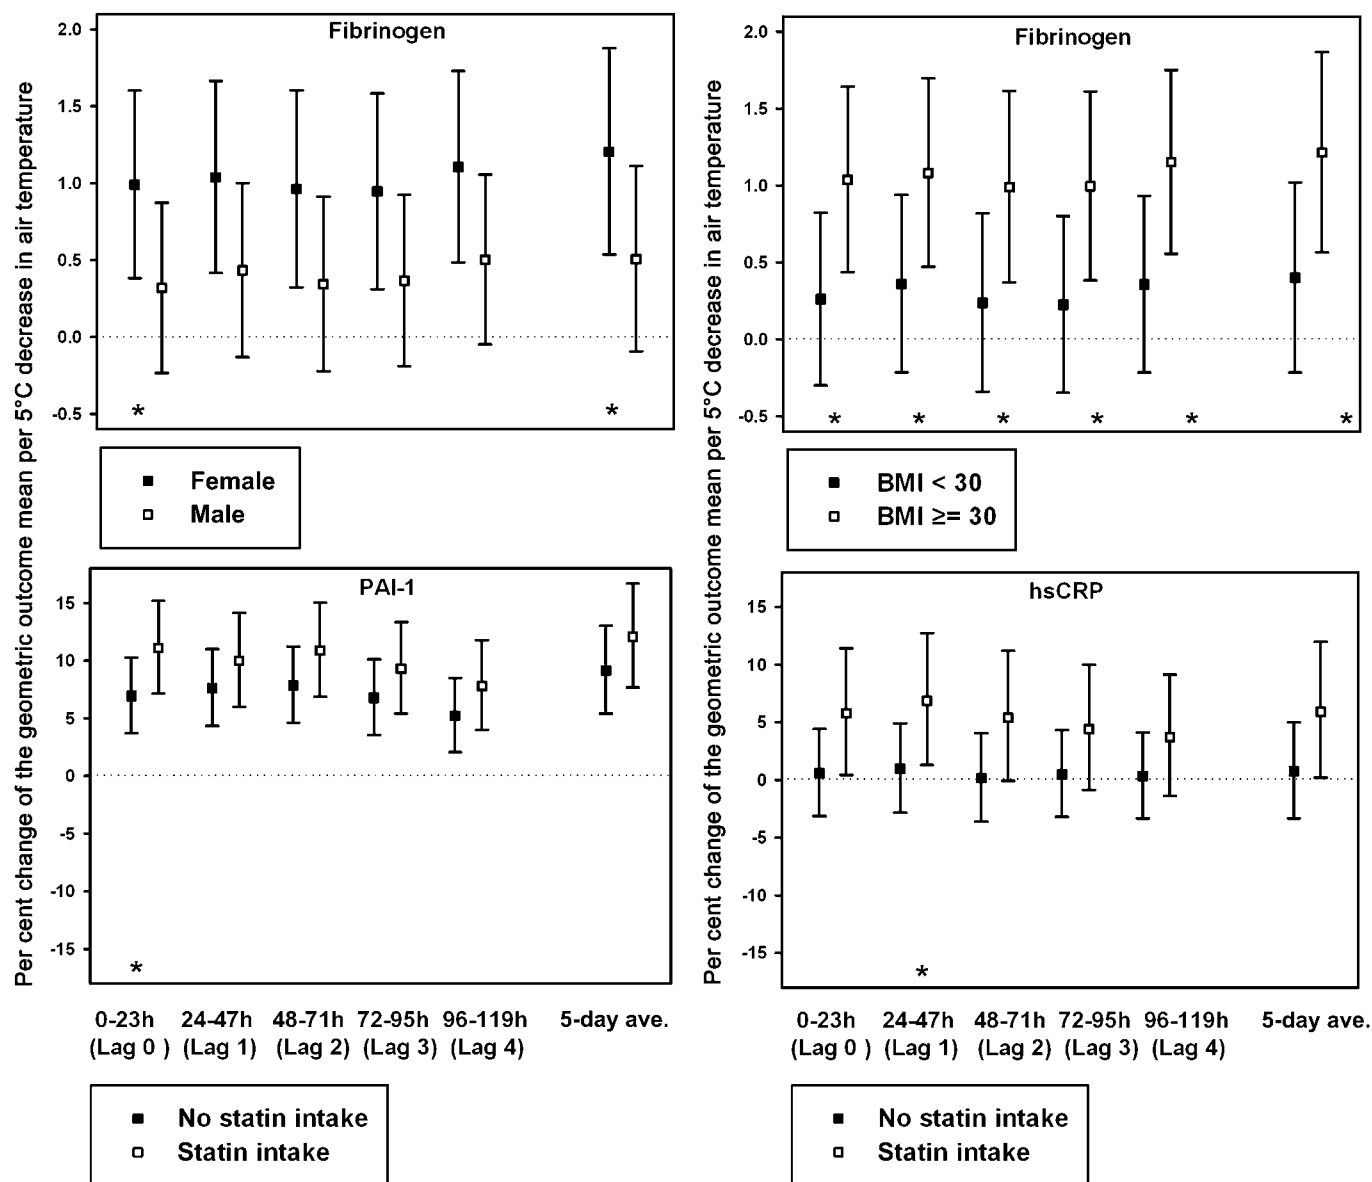 Per cent change of the geometric outcome mean per 5°C decrease in air temperature
Fibrinogen
2.0
1.5
1.0
0.5
0.0
-0.5
*
*
Female
Male
PAI-1
15
10
5
0
-5
-10
-15
*
0-23h 24-47h 48-71h 72-95h 96-119h 5-day ave.
(Lag 0 ) (Lag 1) (Lag 2) (Lag 3) (Lag 4)
No statin intake
Statin intake
Per cent change of the geometric outcome mean per 5°C decrease in air temperature
Fibrinogen
2.0
1.5
1.0
0.5
0.0
-0.5
* * * * * *
BMI < 30
BMI ≥= 30
hsCRP
15
10
5
0
-5
-10
-15
*
0-23h 24-47h 48-71h 72-95h 96-119h 5-day ave.
(Lag 0 ) (Lag 1) (Lag 2) (Lag 3) (Lag 4)
No statin intake
Statin intake